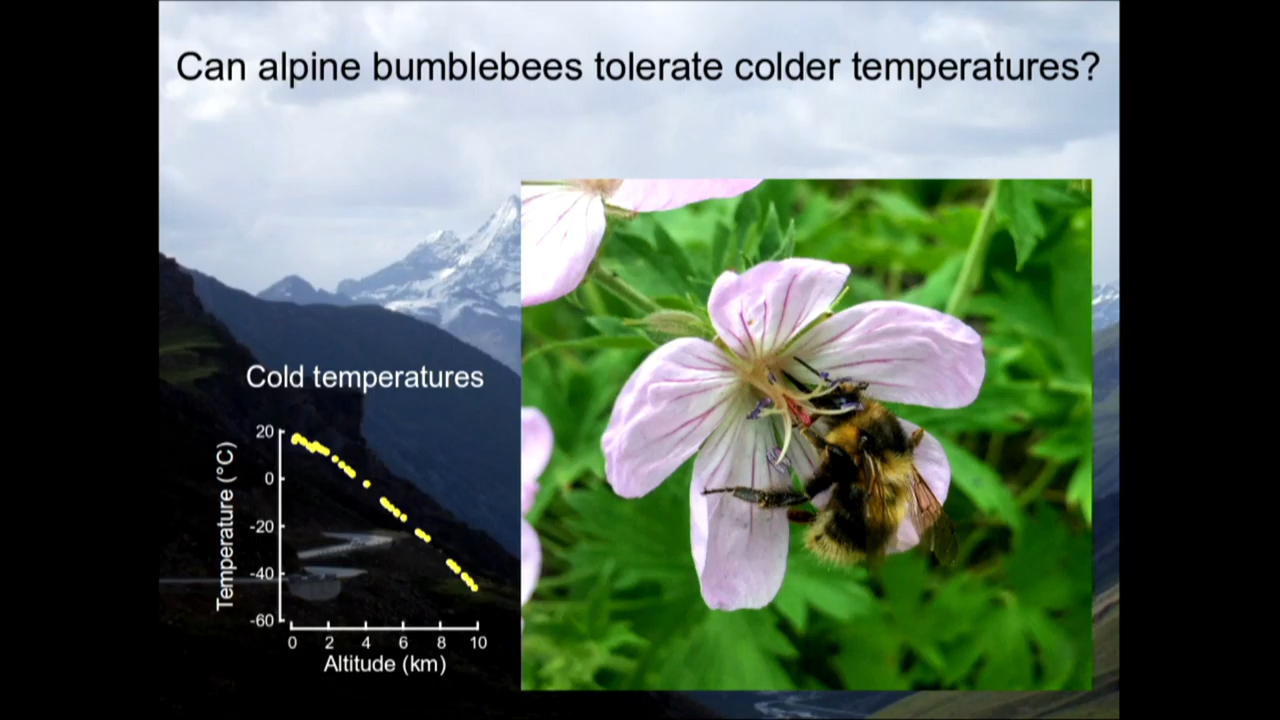 Can alpine bumblebees tolerate colder temperatures?
Cold temperatures
Temperature (°C)
20
0
-20
-40
-60
0 2 4 6 8 10
Altitude (km)